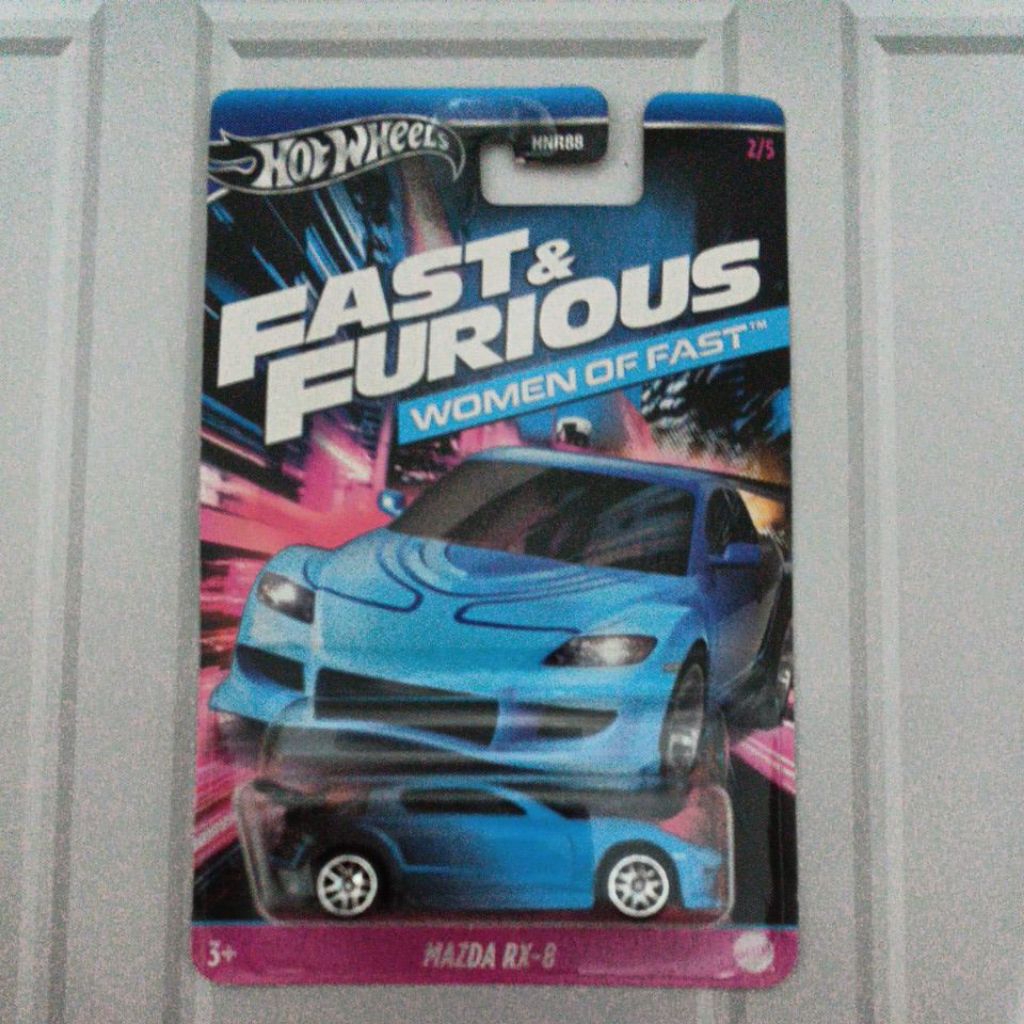 HOT WHEELS
HNR88
2/5
FAST &
FURIOUS
WOMEN OF FAST™
3+
MAZDA RX-8